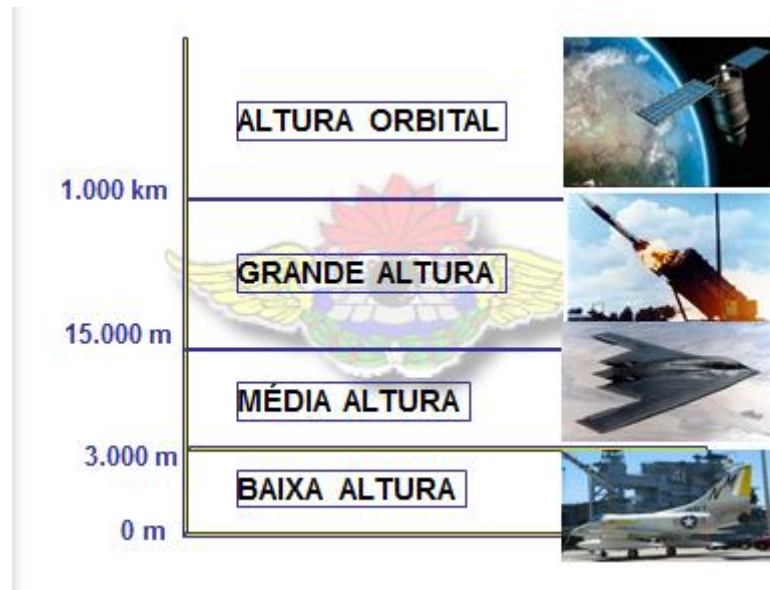 ALTURA ORBITAL
1.000 km
GRANDE ALTURA
15.000 m
MÉDIA ALTURA
3.000 m
BAIXA ALTURA
0 m